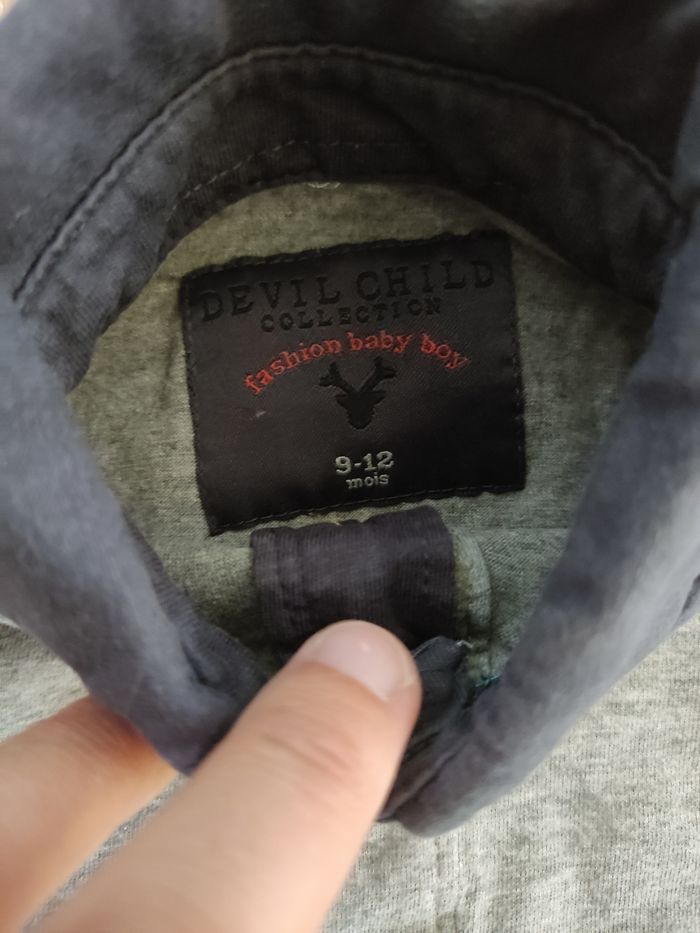 DEVIL CHILD
COLLECTION
fashion baby boy
9-12
mois